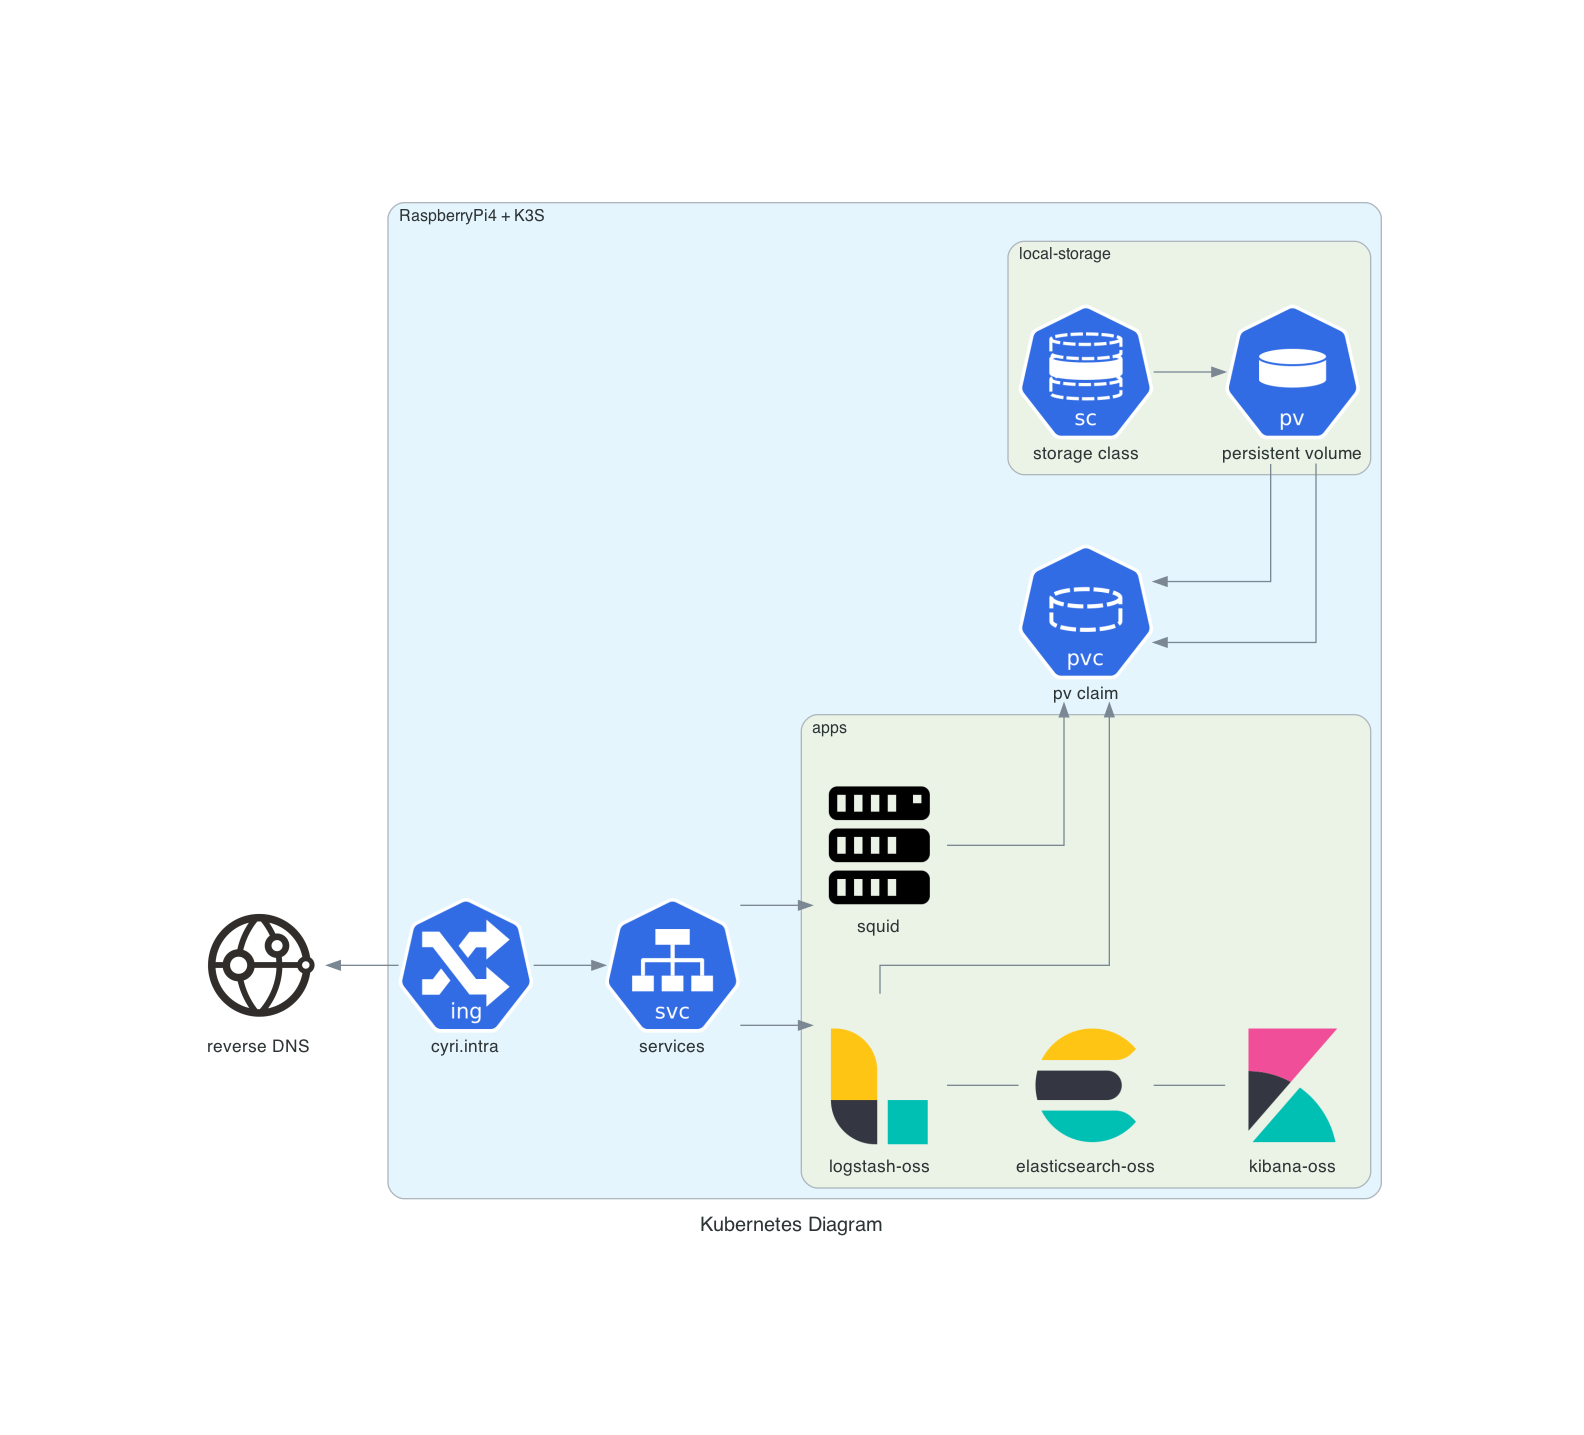 RaspberryPi4 + K3S
local-storage
sc
storage class
pv
persistent volume
pvc
pv claim
apps
squid
reverse DNS
ing
cyri.intra
svc
services
logstash-oss
elasticsearch-oss
kibana-oss
Kubernetes Diagram